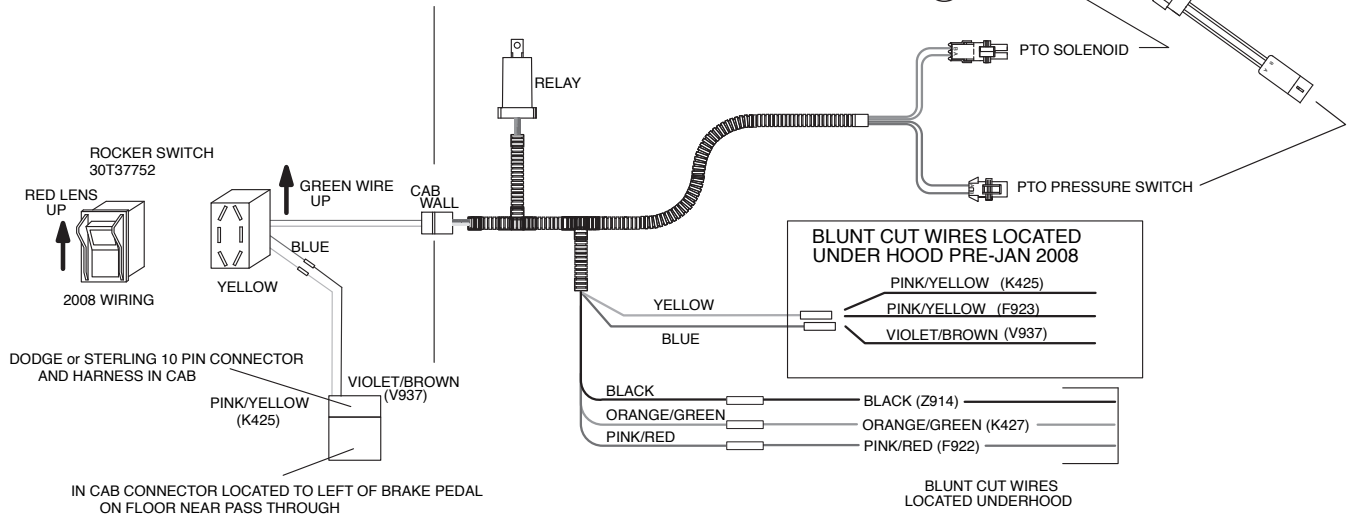 PTO SOLENOID
RELAY
ROCKER SWITCH
30T37752
RED LENS
UP
GREEN WIRE
UP
CAB
WALL
PTO PRESSURE SWITCH
BLUE
YELLOW
2008 WIRING
BLUNT CUT WIRES LOCATED
UNDER HOOD PRE-JAN 2008
PINK/YELLOW (K425)
PINK/YELLOW (F923)
VIOLET/BROWN (V937)
YELLOW
BLUE
DODGE or STERLING 10 PIN CONNECTOR
AND HARNESS IN CAB
VIOLET/BROWN
(V937)
PINK/YELLOW
(K425)
BLACK
BLACK (Z914)
ORANGE/GREEN
ORANGE/GREEN (K427)
PINK/RED
PINK/RED (F922)
IN CAB CONNECTOR LOCATED TO LEFT OF BRAKE PEDAL
ON FLOOR NEAR PASS THROUGH
BLUNT CUT WIRES
LOCATED UNDERHOOD